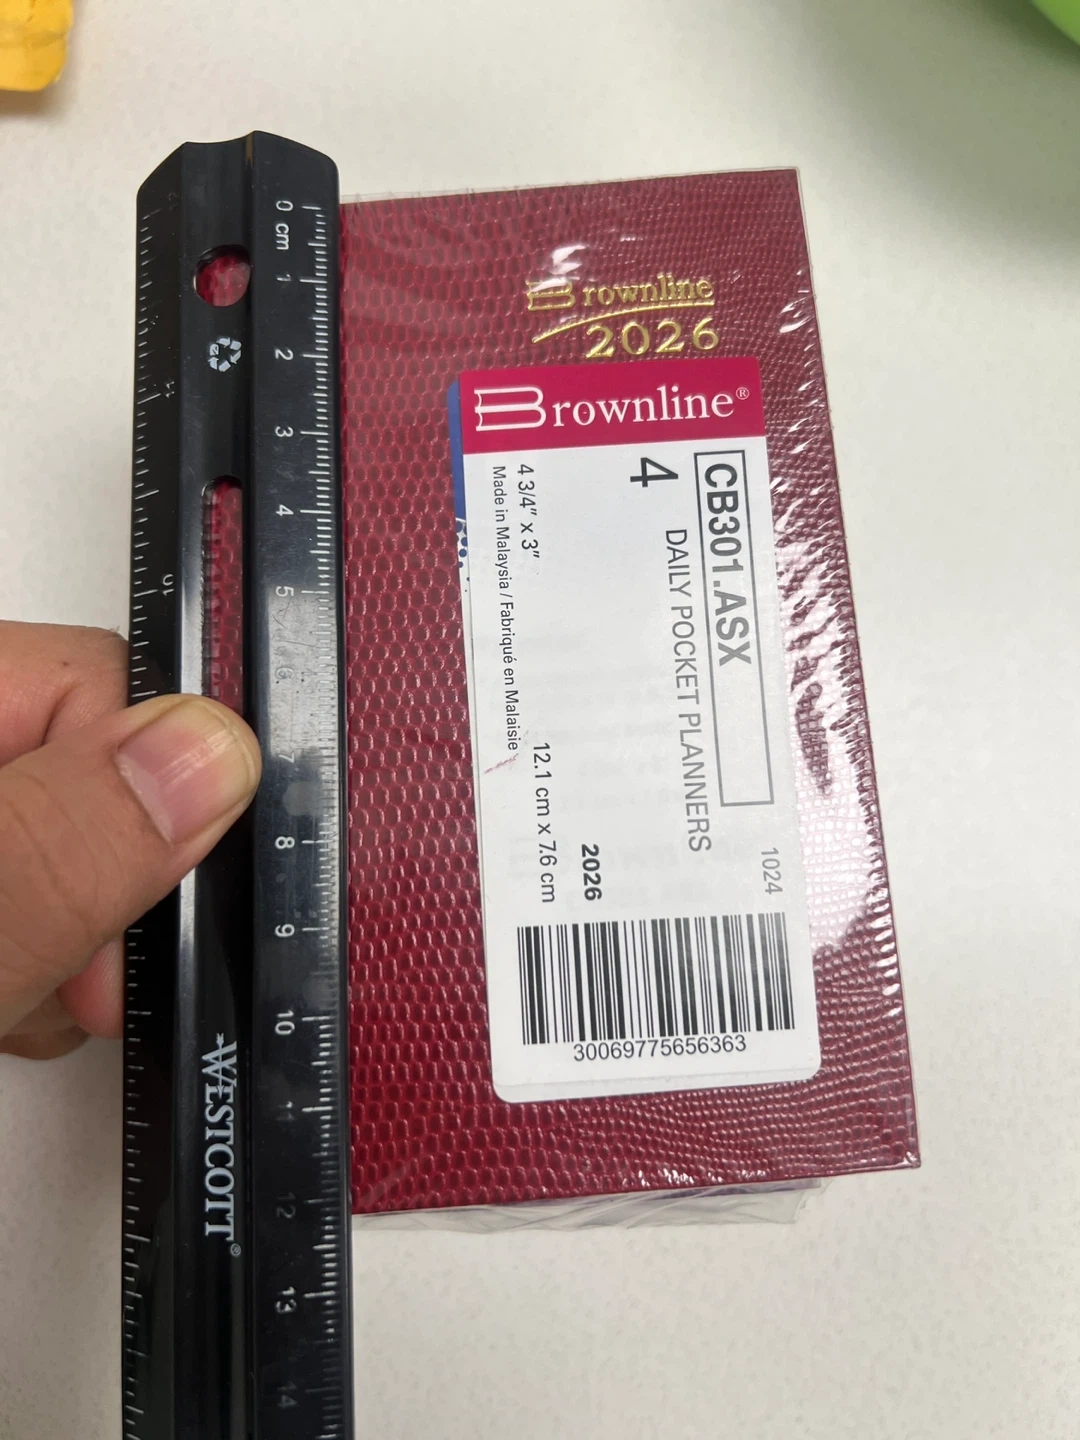 0 cm
1
2
3
4
5
6
7
8
9
10
11
12
13
14
11
10
WESTCOTT®
Brownline
2026
Brownline®
CB301.ASX
4
DAILY POCKET PLANNERS
4 3/4" x 3"
12.1 cm x 7.6 cm
Made in Malaysia / Fabriqué en Malaisie
2026
1024
30069775656363